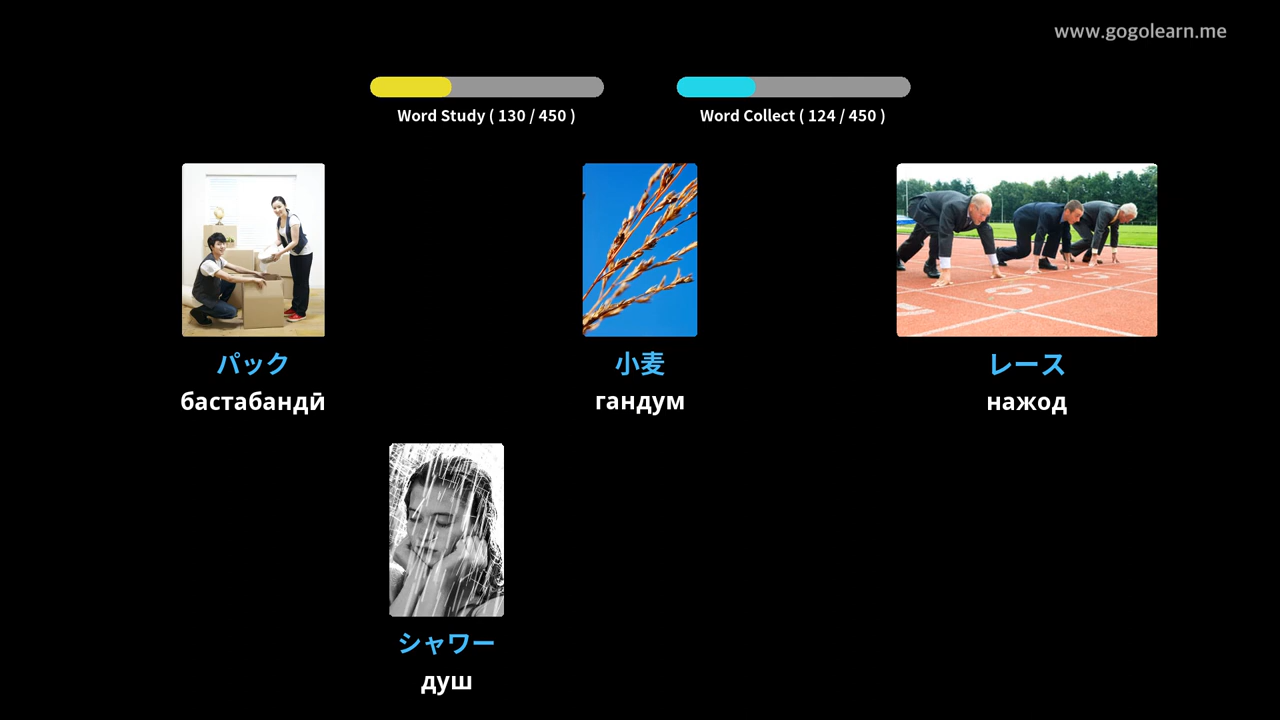 www.gogolearn.me
Word Study ( 130 / 450 )
Word Collect ( 124 / 450 )
パック
бастабандӣ
小麦
гандум
レース
нажод
シャワー
душ